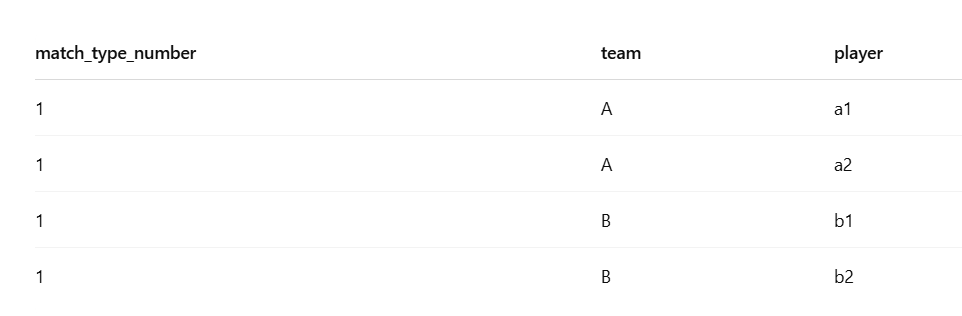 match_type_number team player
1 A a1
1 A a2
1 B b1
1 B b2